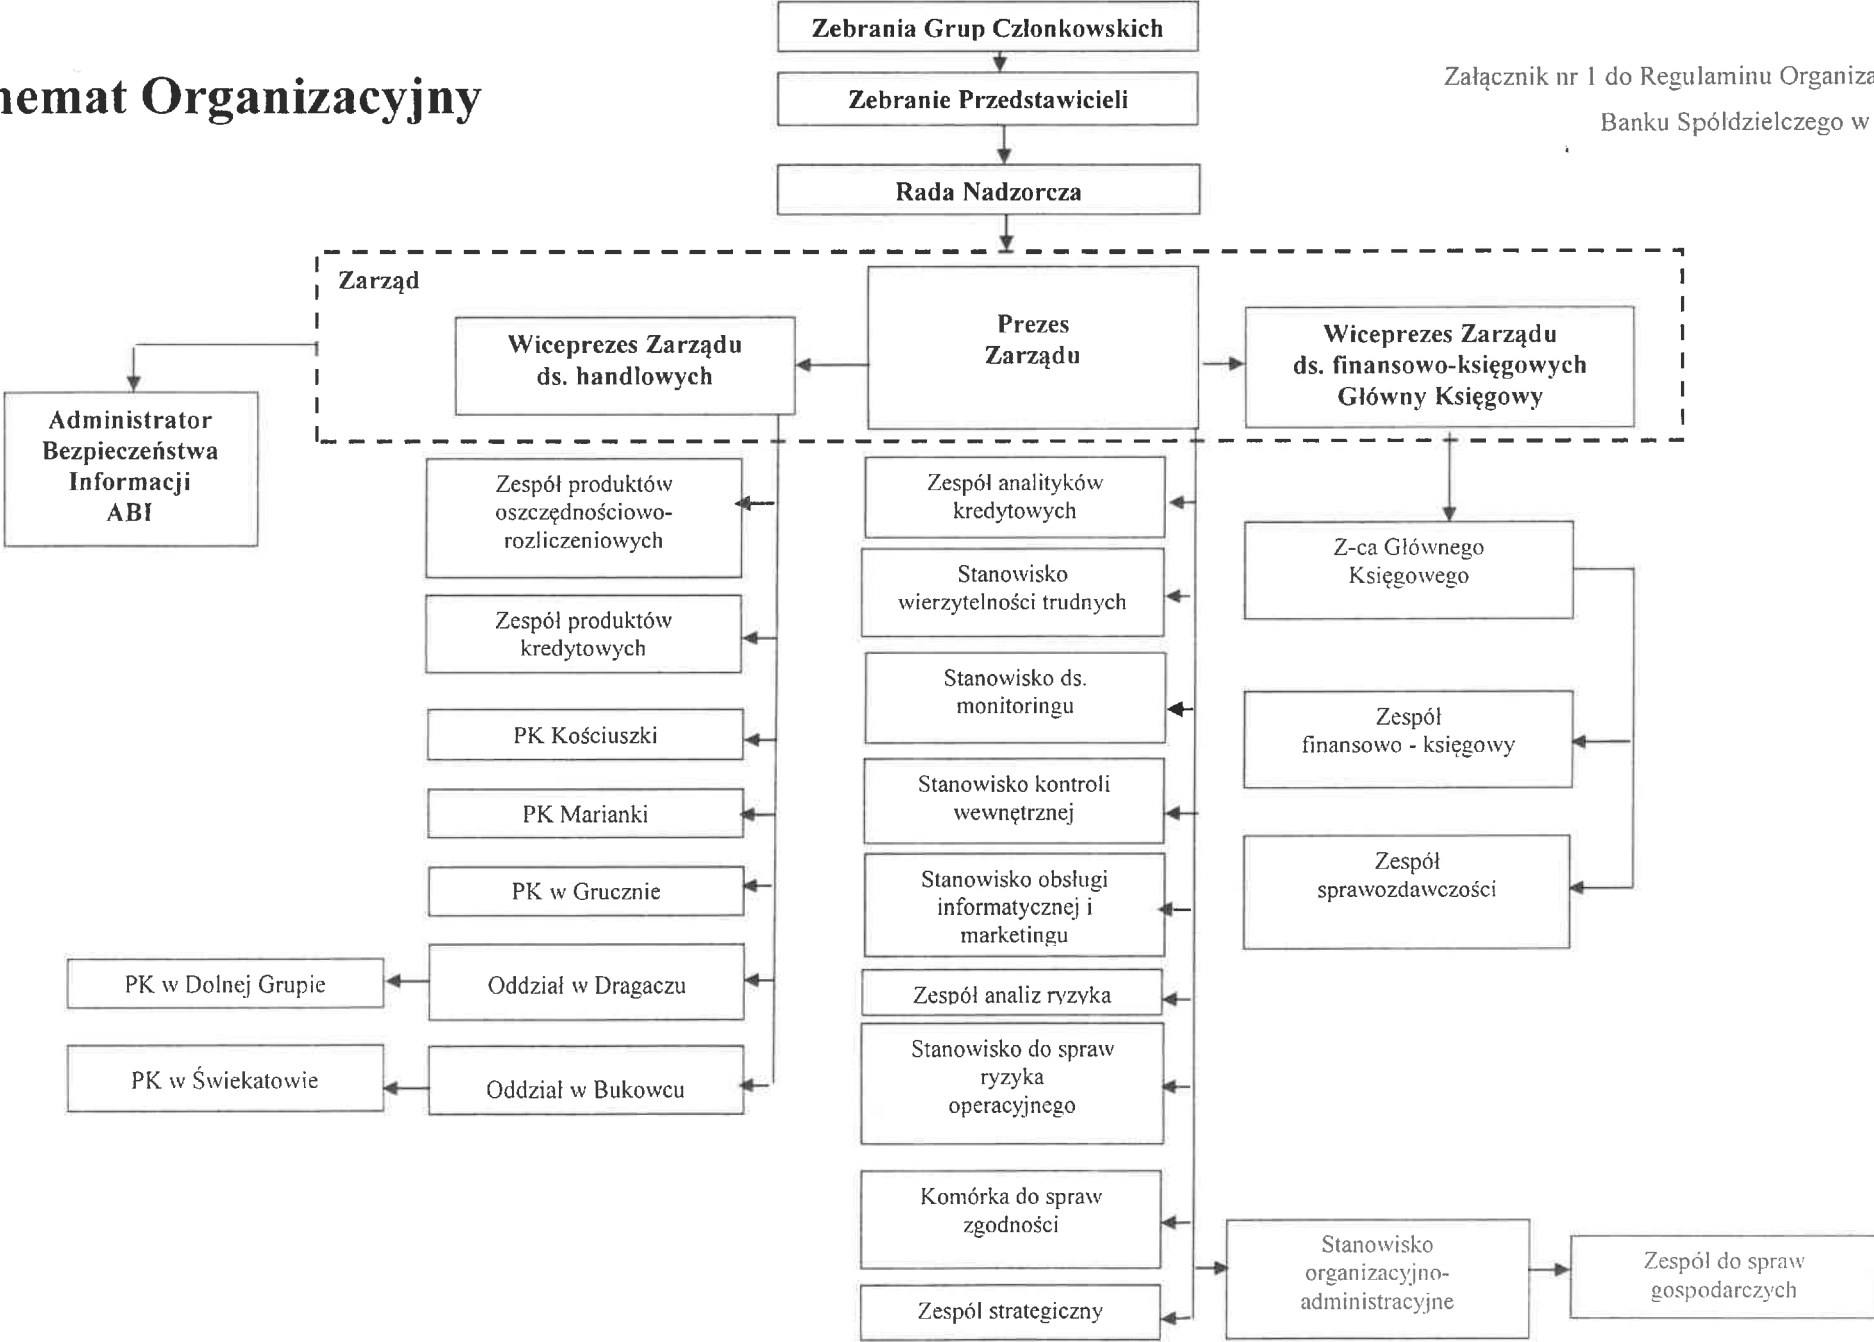 Zebrania Grup Członkowskich
hemat Organizacyjny
Zebranie Przedstawicieli
Załącznik nr 1 do Regulaminu Organiza
Banku Spółdzielczego w
Rada Nadzorcza
Zarząd
Wiceprezes Zarządu
ds. handlowych
Prezes
Zarządu
Wiceprezes Zarządu
ds. finansowo-księgowych
Główny Księgowy
Administrator
Bezpieczeństwa
Informacji
ABI
Zespół produktów
oszczędnościowo-
rozliczeniowych
Zespół produktów
kredytowych
PK Kościuszki
PK Marianki
PK w Grucznie
Oddział w Dragaczu
PK w Dolnej Grupie
Oddział w Bukowcu
PK w Świekatowie
Zespół analityków
kredytowych
Stanowisko
wierzytelności trudnych
Stanowisko ds.
monitoringu
Stanowisko kontroli
wewnętrznej
Stanowisko obsługi
informatycznej i
marketingu
Zespół analiz ryzyka
Stanowisko do spraw
ryzyka
operacyjnego
Komórka do spraw
zgodności
Zespół strategiczny
Z-ca Głównego
Księgowego
Zespół
finansowo - księgowy
Zespół
sprawozdawczości
Stanowisko
organizacyjno-
administracyjne
Zespół do spraw
gospodarczych